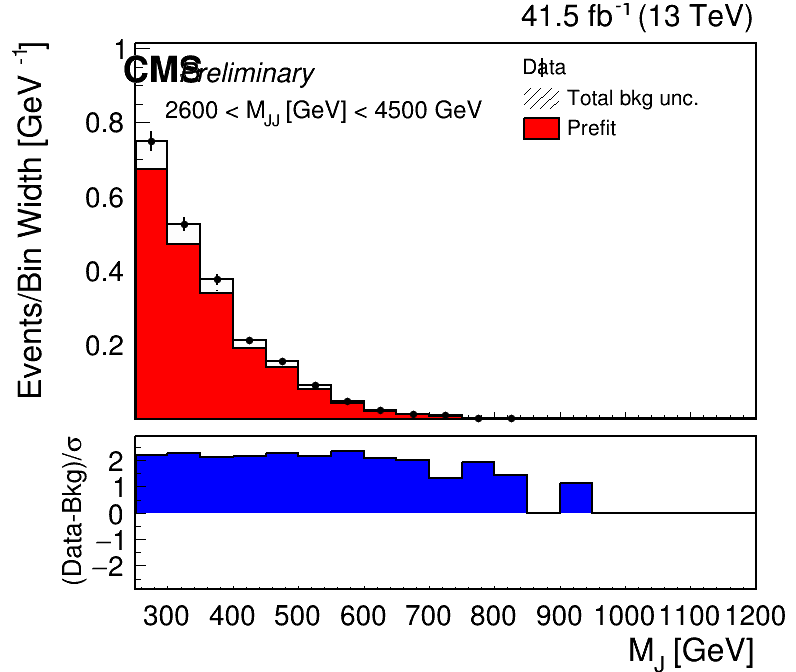 41.5 fb⁻¹ (13 TeV)
Events/Bin Width [GeV⁻¹]
1
0.8
0.6
0.4
0.2
CMS Preliminary
2600 < M_JJ [GeV] < 4500 GeV
Data
Total bkg unc.
Prefit
(Data-Bkg)/σ
2
1
0
−1
−2
300 400 500 600 700 800 900 1000 1100 1200
M_J [GeV]